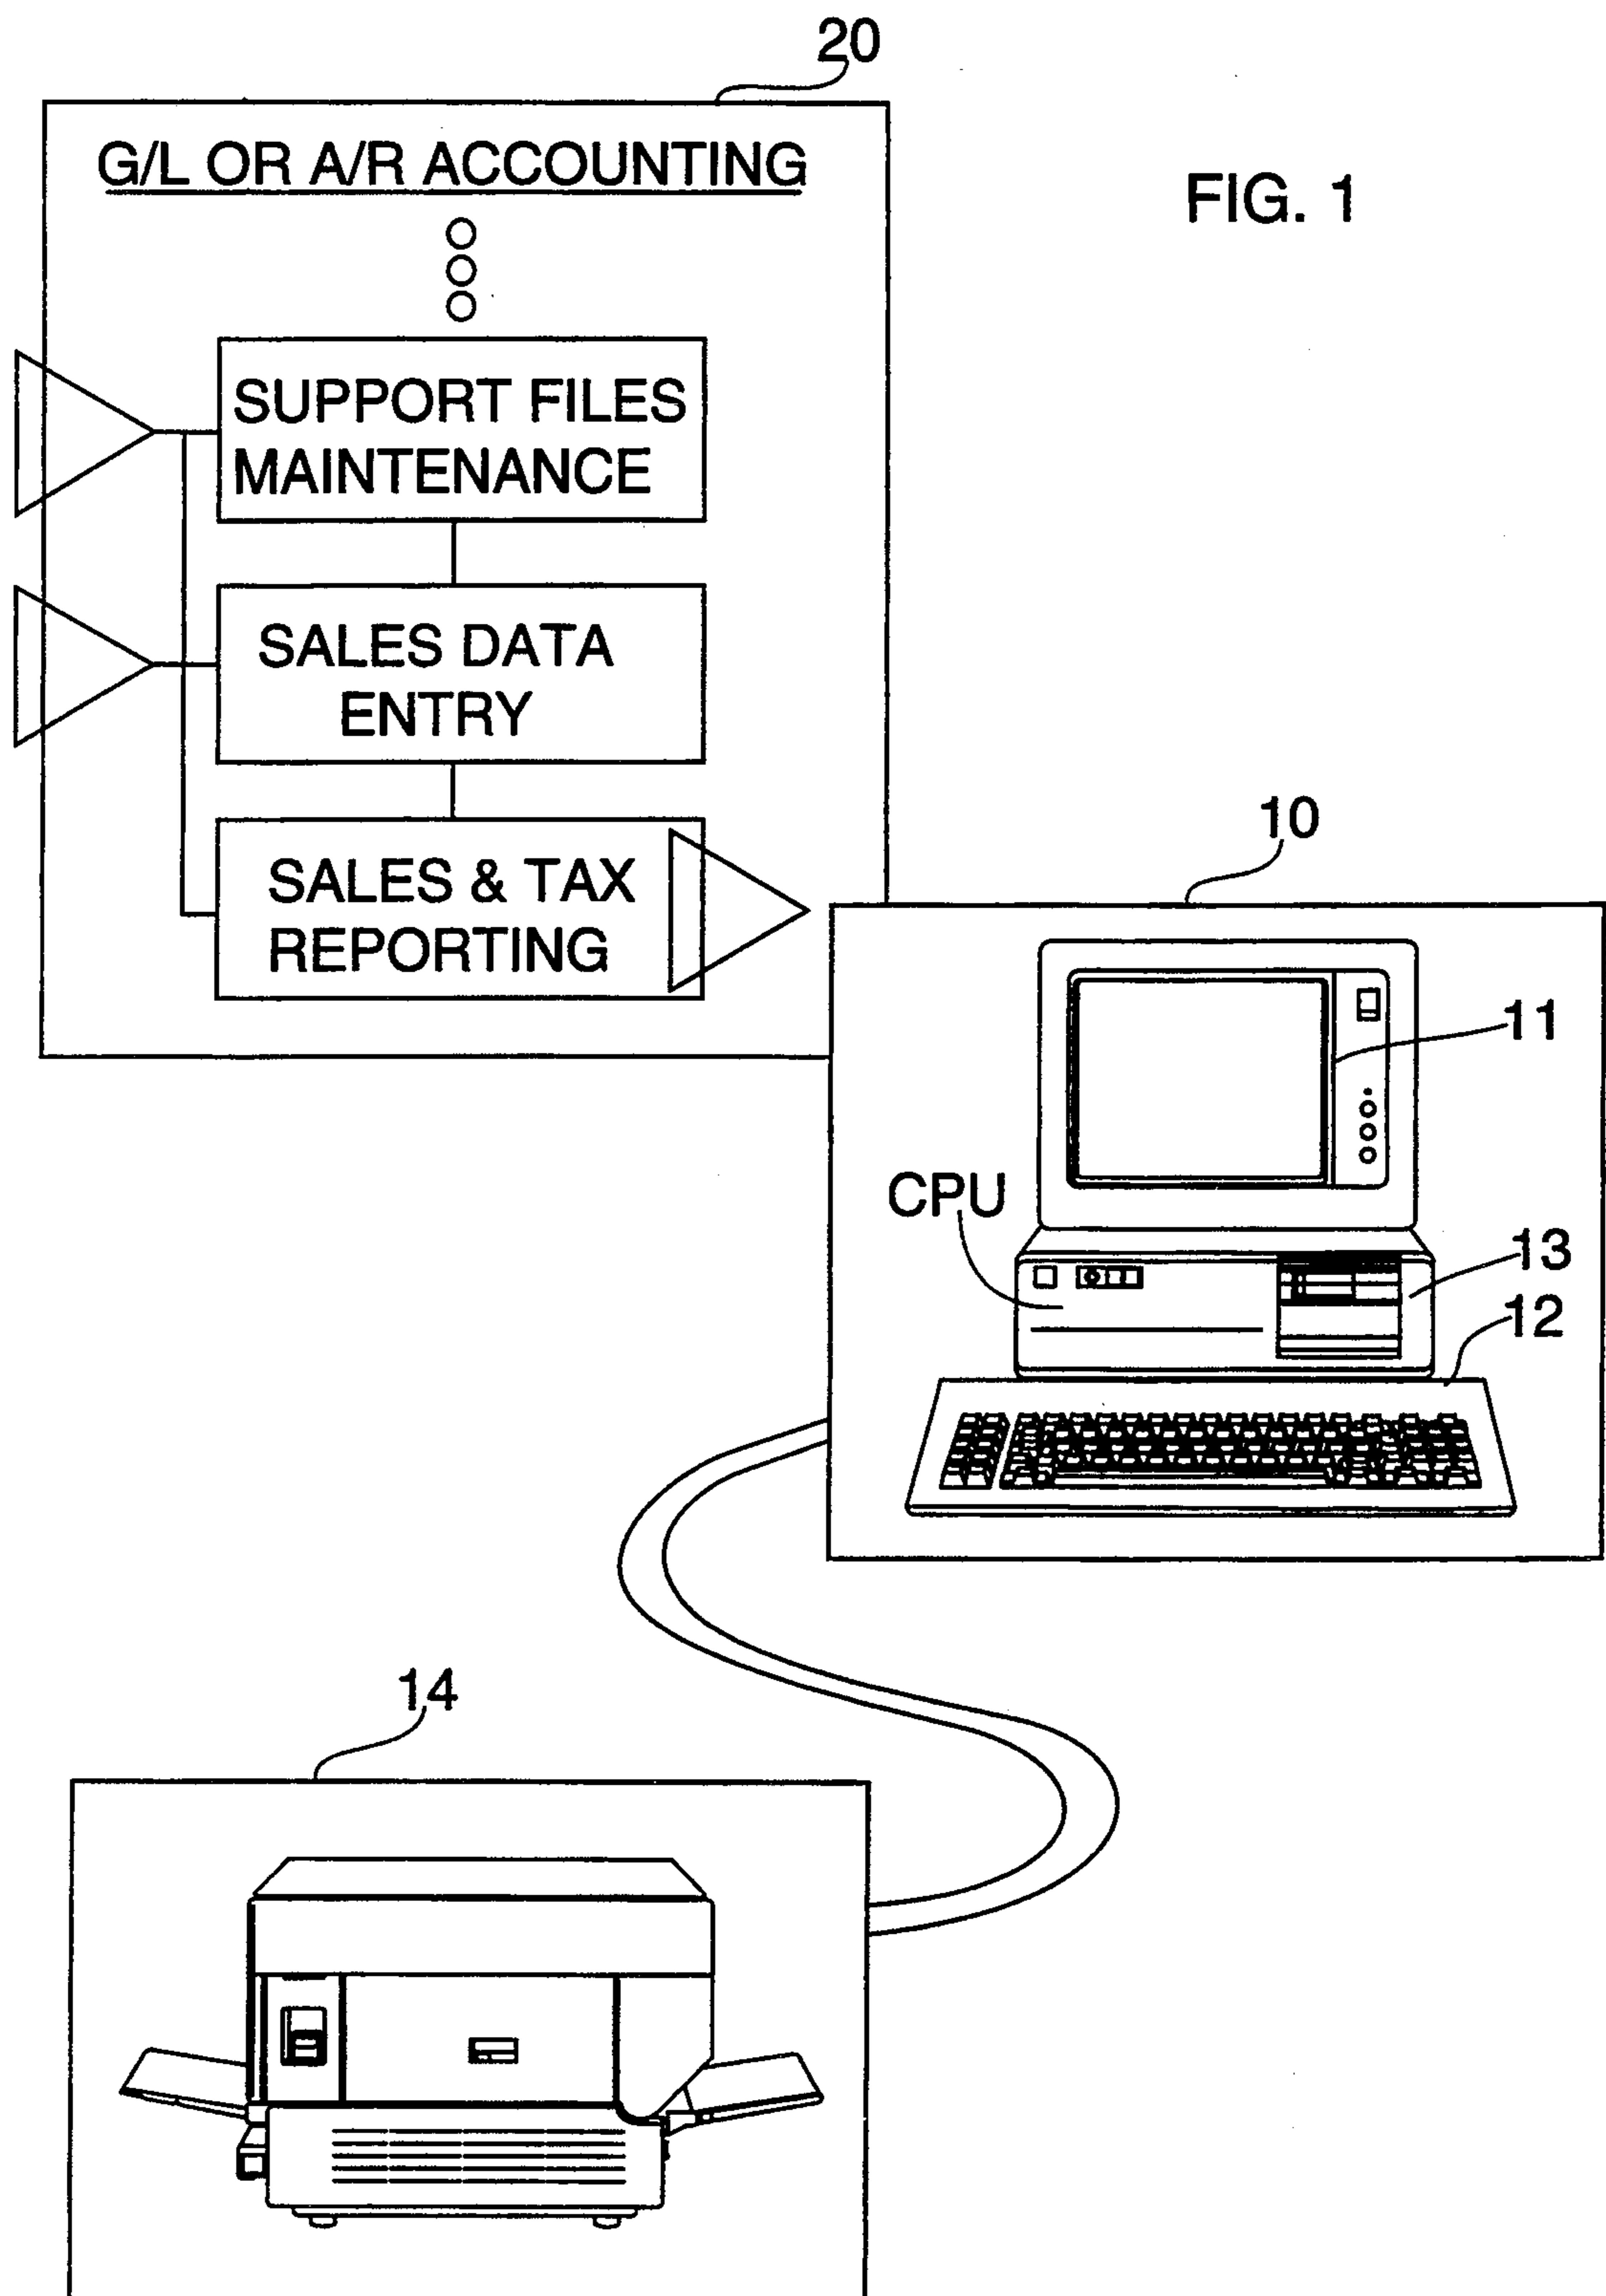 20
G/L OR A/R ACCOUNTING
FIG. 1
SUPPORT FILES
MAINTENANCE
SALES DATA
ENTRY
SALES & TAX
REPORTING
10
11
CPU
13
12
14